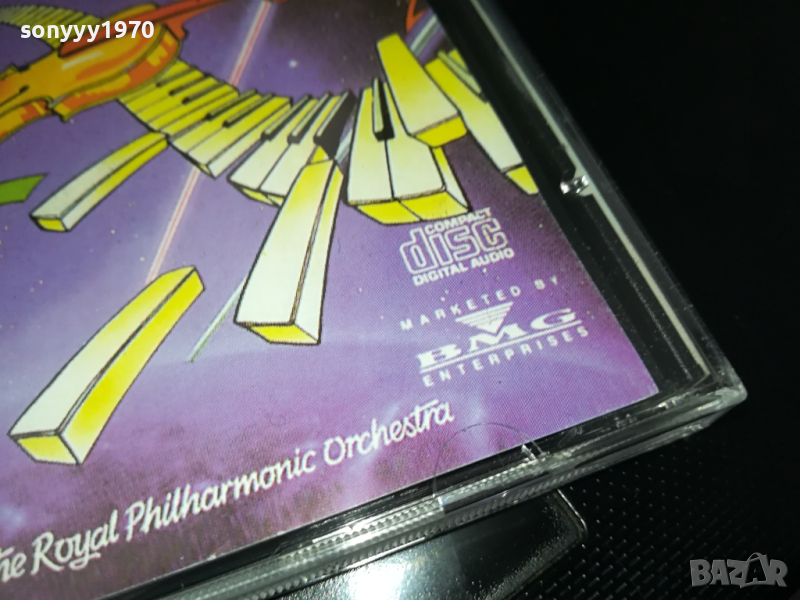 sonyyy1970
COMPACT
disc
DIGITAL AUDIO
MARKETED BY
BMG
ENTERPRISES
the Royal Philharmonic Orchestra
BAZAR